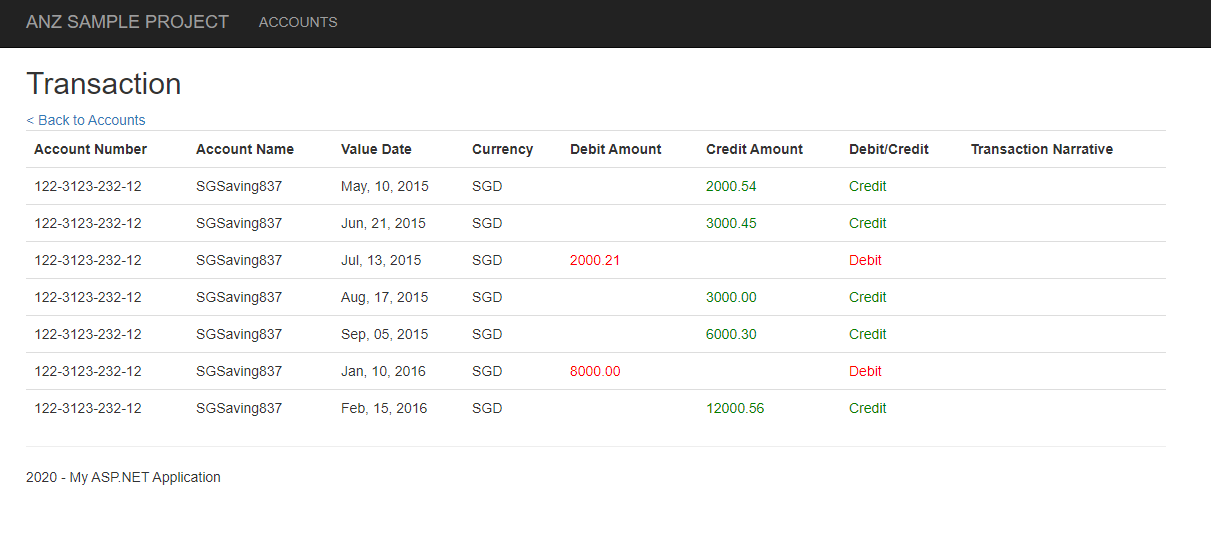 ANZ SAMPLE PROJECT ACCOUNTS
Transaction
< Back to Accounts
Account Number Account Name Value Date Currency Debit Amount Credit Amount Debit/Credit Transaction Narrative
122-3123-232-12 SGSaving837 May, 10, 2015 SGD 2000.54 Credit
122-3123-232-12 SGSaving837 Jun, 21, 2015 SGD 3000.45 Credit
122-3123-232-12 SGSaving837 Jul, 13, 2015 SGD 2000.21 Debit
122-3123-232-12 SGSaving837 Aug, 17, 2015 SGD 3000.00 Credit
122-3123-232-12 SGSaving837 Sep, 05, 2015 SGD 6000.30 Credit
122-3123-232-12 SGSaving837 Jan, 10, 2016 SGD 8000.00 Debit
122-3123-232-12 SGSaving837 Feb, 15, 2016 SGD 12000.56 Credit
2020 - My ASP.NET Application